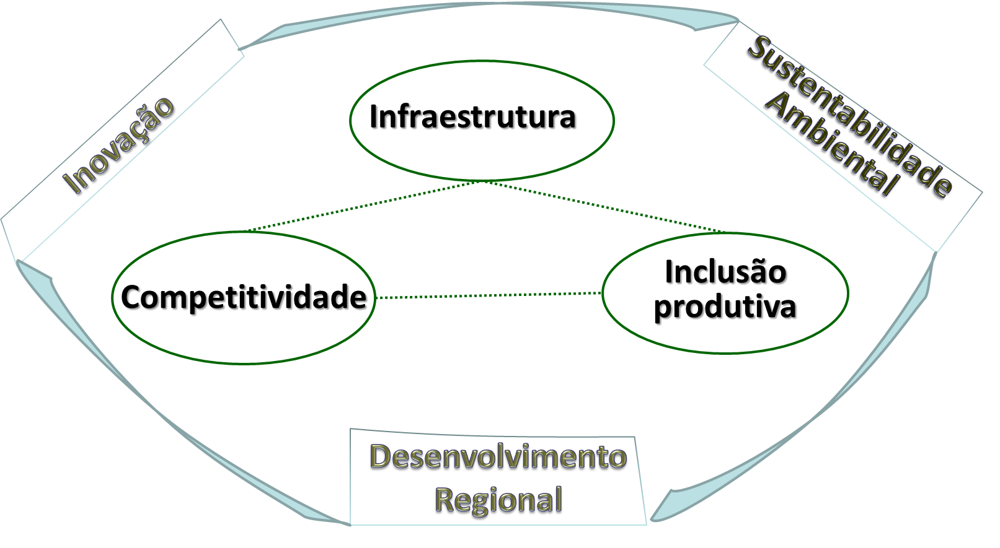 Inovação
Sustentabilidade
Ambiental
Infraestrutura
Competitividade
Inclusão
produtiva
Desenvolvimento
Regional